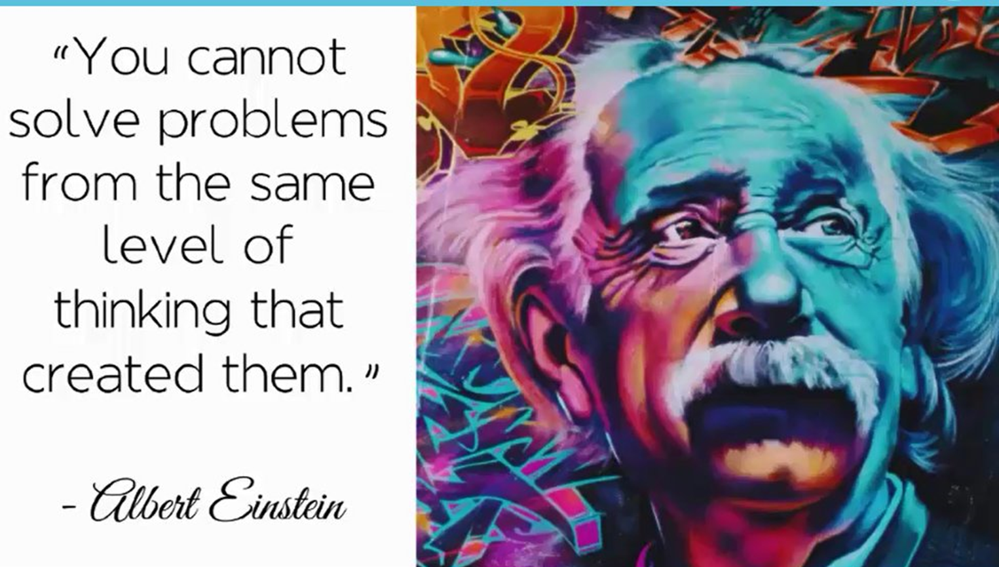 “You cannot
solve problems
from the same
level of
thinking that
created them.”
- Albert Einstein